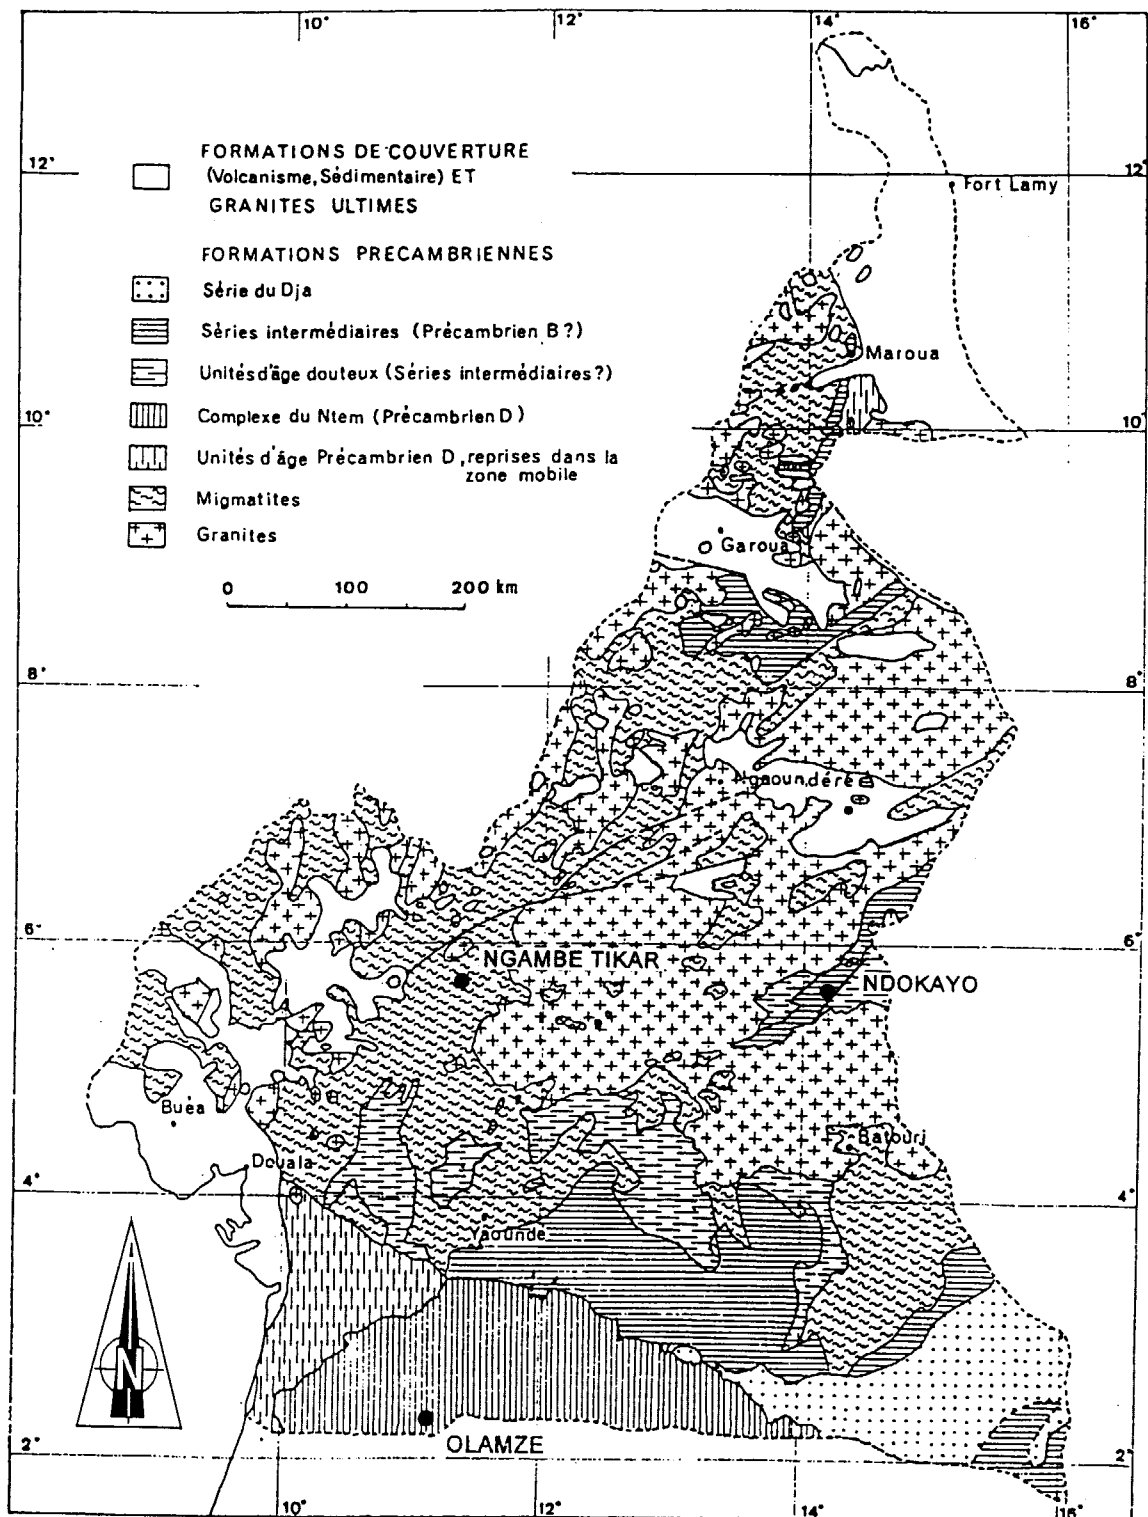 10° 12° 14° 16°
FORMATIONS DE COUVERTURE
(Volcanisme, Sédimentaire) ET
GRANITES ULTIMES
FORMATIONS PRECAMBRIENNES
Série du Dja
Séries intermédiaires (Précambrien B?)
Unités d'âge douteux (Séries intermédiaires?)
Complexe du Ntem (Précambrien D)
Unités d'âge Précambrien D, reprises dans la
zone mobile
Migmatites
Granites
0 100 200 km
12° 12°
Fort Lamy
Maroua
10° 10°
Garoua
8° 8°
Ngaoundéré
6° 6°
NGAMBE TIKAR
NDOKAYO
Buéa
Batouri
Douala
4° 4°
Yaounde
N
OLAMZE
2° 2°
10° 12° 14° 16°